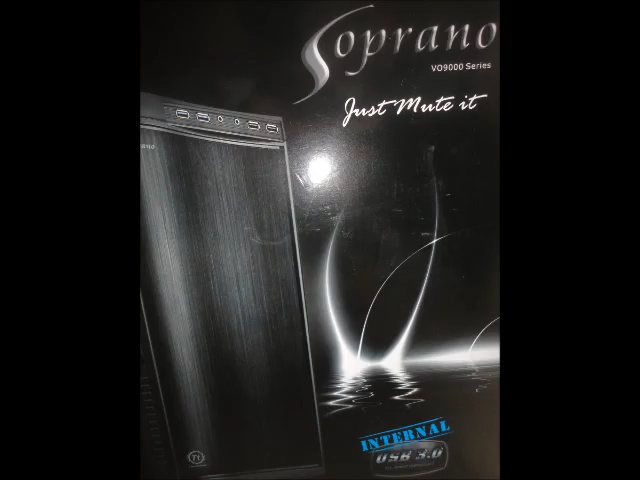 Soprano
VO9000 Series
Just Mute it
INTERNAL
USB 3.0